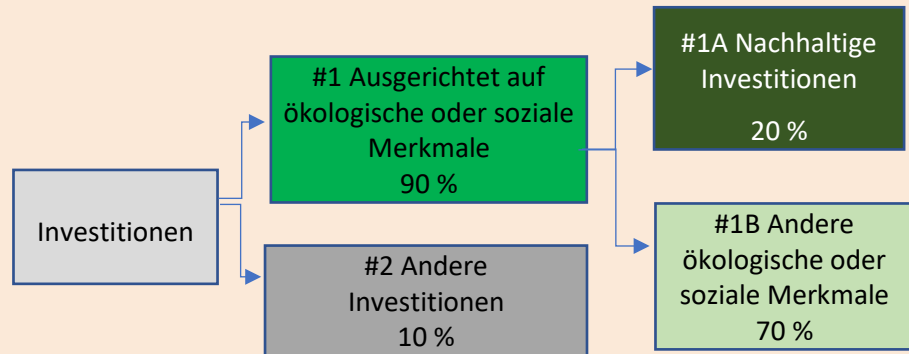 Investitionen
#1 Ausgerichtet auf
ökologische oder soziale
Merkmale
90 %
#2 Andere
Investitionen
10 %
#1A Nachhaltige
Investitionen
20 %
#1B Andere
ökologische oder
soziale Merkmale
70 %